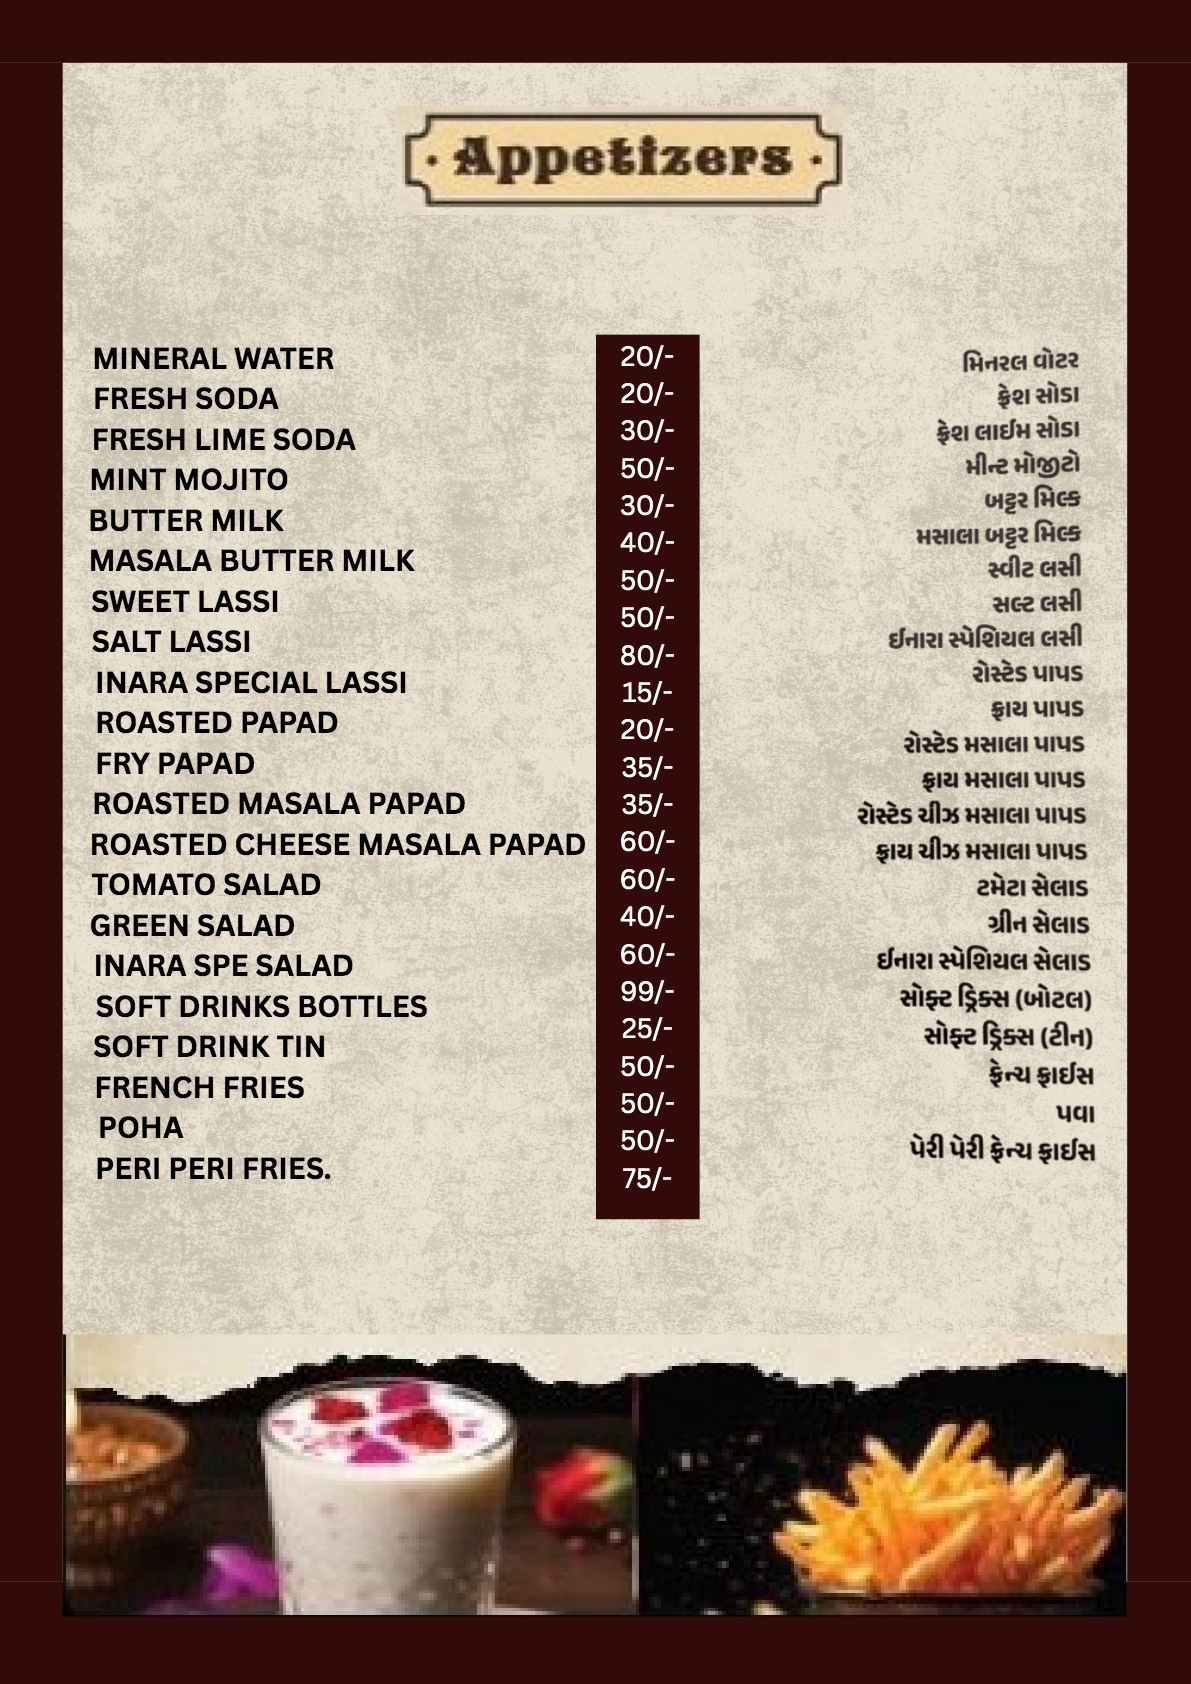 Appetizers
MINERAL WATER
FRESH SODA
FRESH LIME SODA
MINT MOJITO
BUTTER MILK
MASALA BUTTER MILK
SWEET LASSI
SALT LASSI
INARA SPECIAL LASSI
ROASTED PAPAD
FRY PAPAD
ROASTED MASALA PAPAD
ROASTED CHEESE MASALA PAPAD
TOMATO SALAD
GREEN SALAD
INARA SPE SALAD
SOFT DRINKS BOTTLES
SOFT DRINK TIN
FRENCH FRIES
POHA
PERI PERI FRIES.
20/-
20/-
30/-
50/-
30/-
40/-
50/-
50/-
80/-
15/-
20/-
35/-
35/-
60/-
60/-
40/-
60/-
99/-
25/-
50/-
50/-
50/-
75/-
મિનરલ વોટર
ફ્રેશ સોડા
ફ્રેશ લાઈમ સોડા
મીન્ટ મોજીટો
બટ્ટર મિલ્ક
મસાલા બટ્ટર મિલ્ક
સ્વીટ લસી
સલ્ટ લસી
ઈનારા સ્પેશિયલ લસી
રોસ્ટેડ પાપડ
ફ્રાય પાપડ
રોસ્ટેડ મસાલા પાપડ
ફ્રાય મસાલા પાપડ
રોસ્ટેડ ચીઝ મસાલા પાપડ
ફ્રાય ચીઝ મસાલા પાપડ
ટમેટા સેલાડ
ગ્રીન સેલાડ
ઈનારા સ્પેશિયલ સેલાડ
સોફ્ટ ડ્રિક્સ (બોટલ)
સોફ્ટ ડ્રિક્સ (ટીન)
ફ્રેન્ચ ફ્રાઈસ
પવા
પેરી પેરી ફ્રેન્ચ ફ્રાઈસ